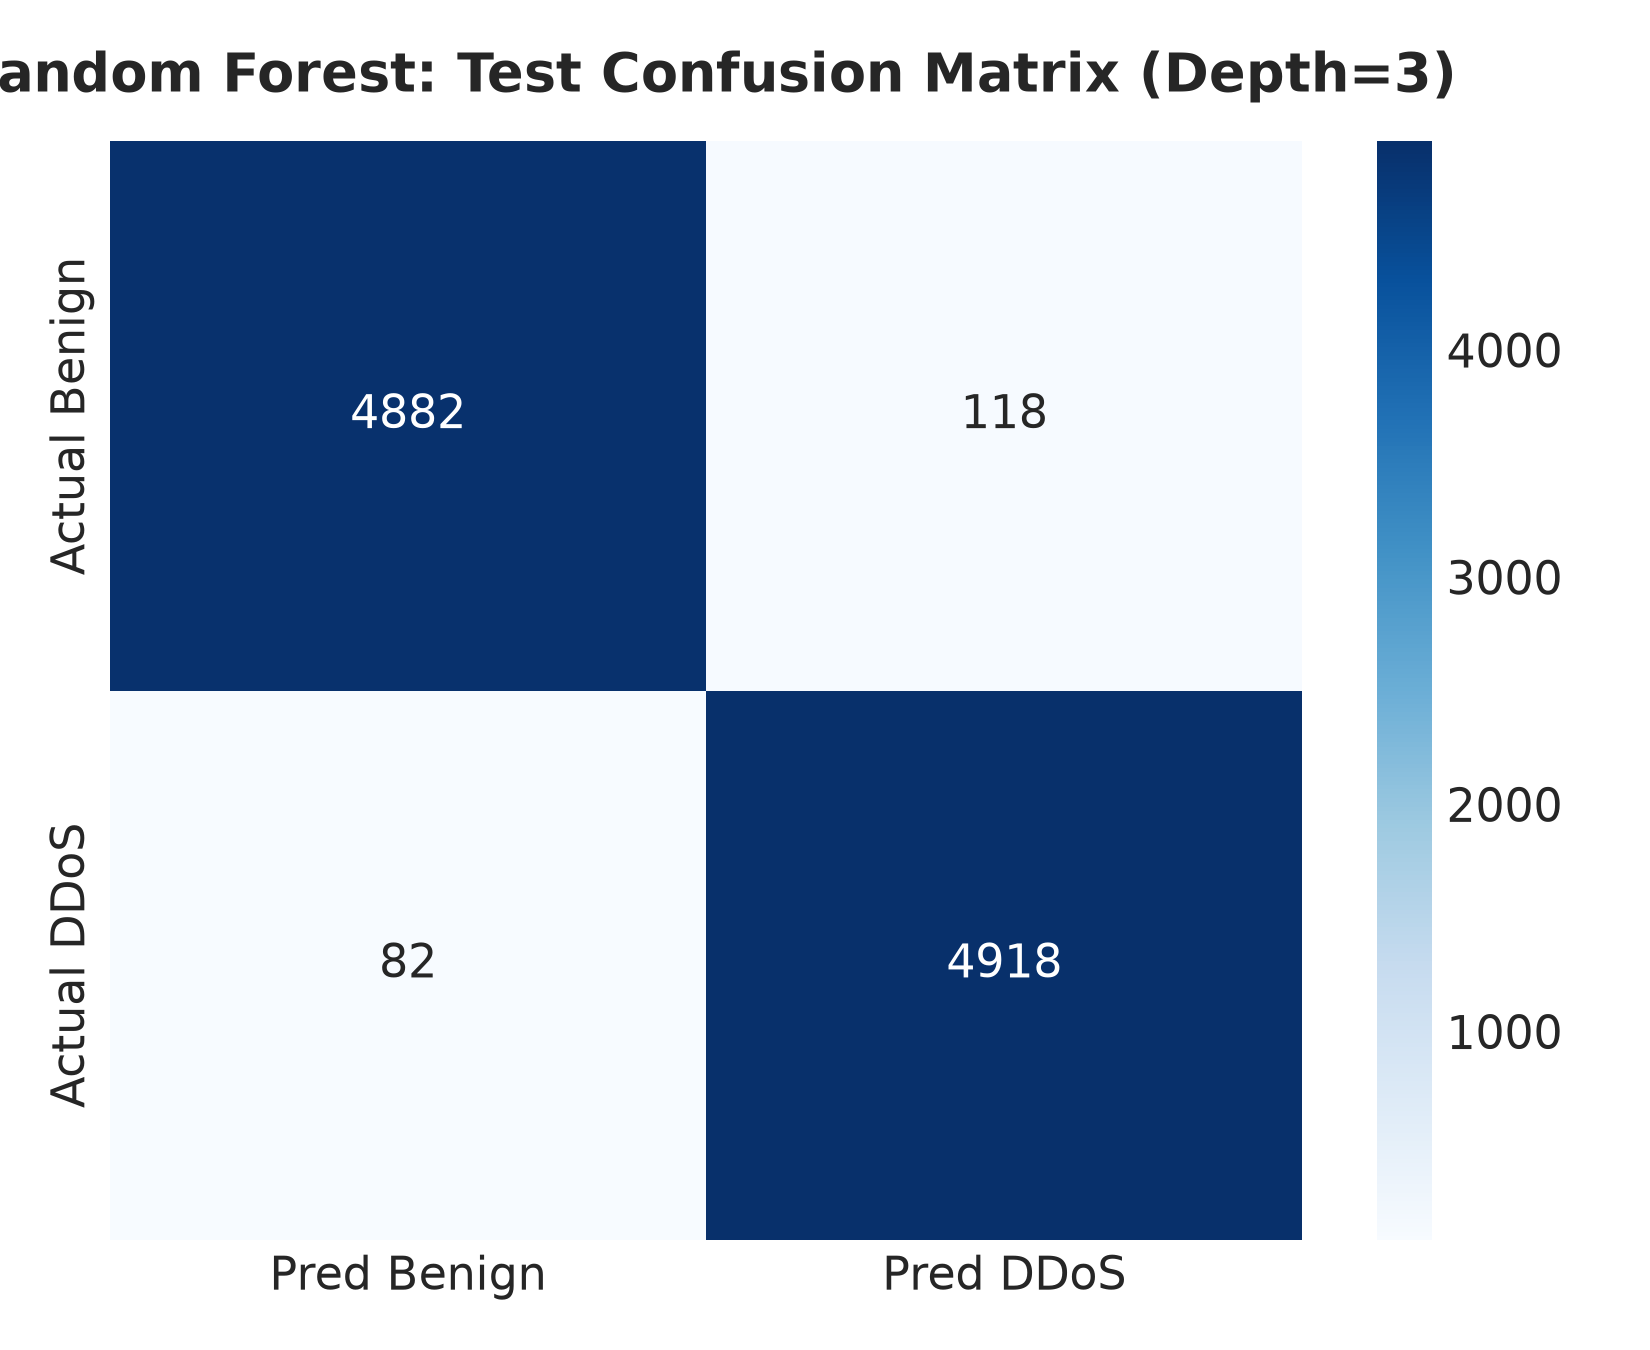 andom Forest: Test Confusion Matrix (Depth=3)
Actual Benign
4882
118
4000
3000
Actual DDoS
82
4918
2000
1000
Pred Benign
Pred DDoS